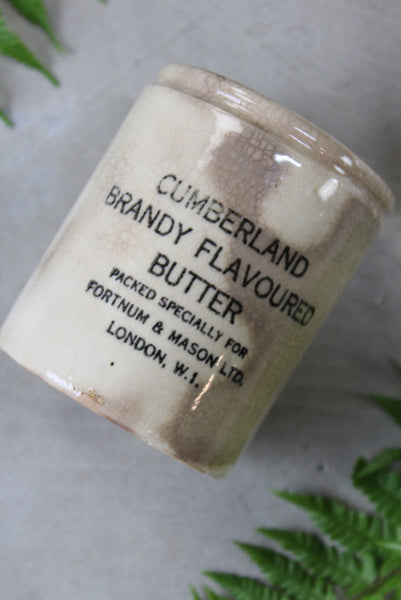 CUMBERLAND
BRANDY FLAVOURED
BUTTER
PACKED SPECIALLY FOR
FORTNUM & MASON LTD.
LONDON, W.1.